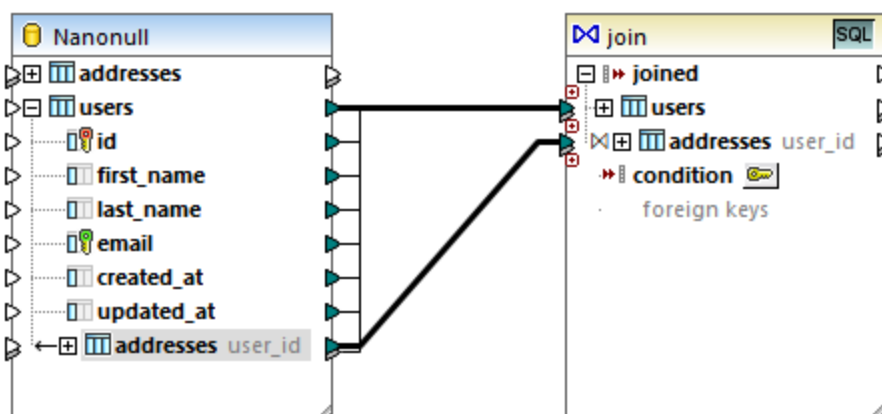 Nanonull
addresses
users
id
first_name
last_name
email
created_at
updated_at
addresses user_id
join SQL
joined
users
addresses user_id
condition
foreign keys